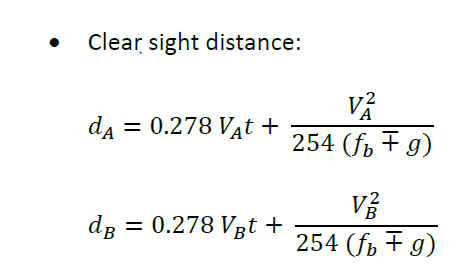 • Clear sight distance:
d_A = 0.278 V_A t + V_A^2 / 254 (f_b ∓ g)
d_B = 0.278 V_B t + V_B^2 / 254 (f_b ∓ g)